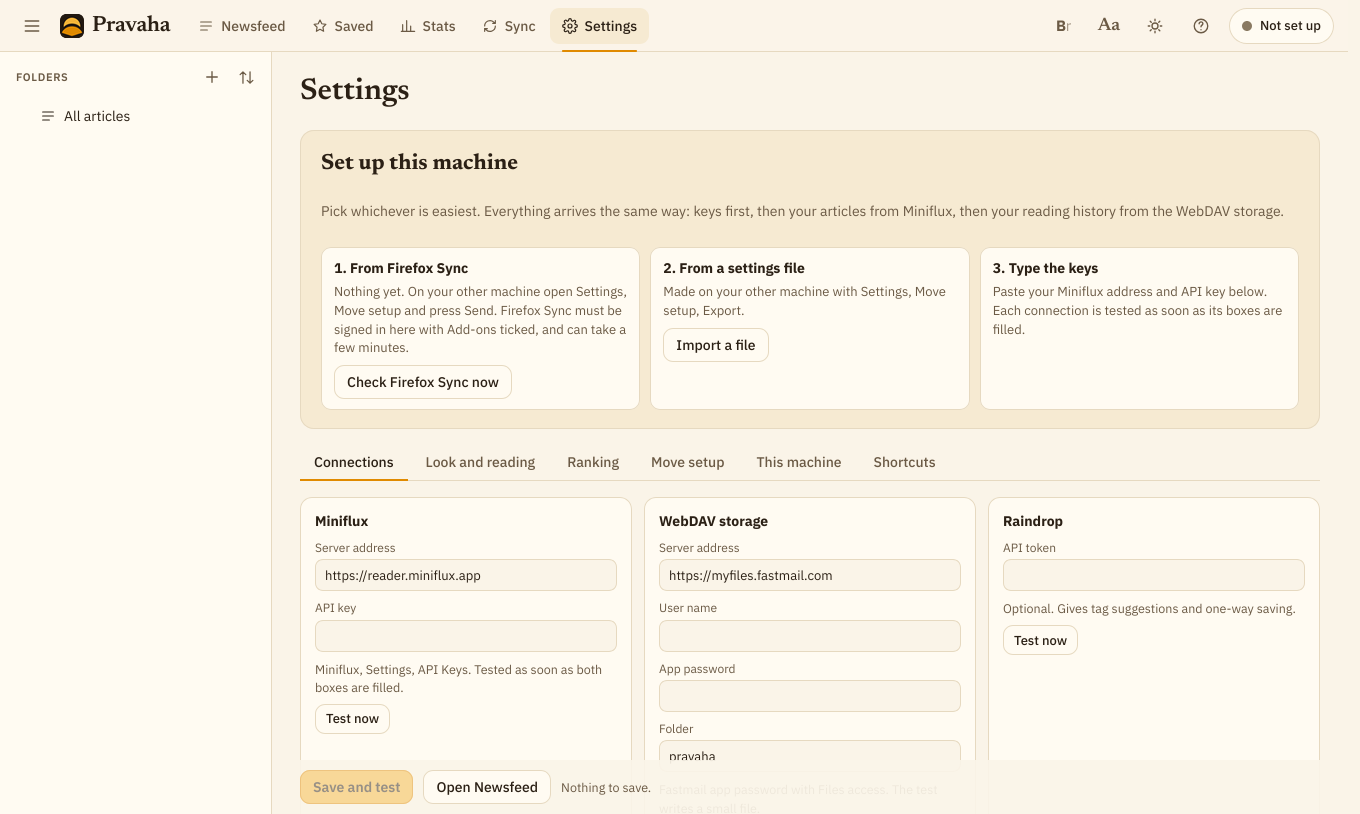 Pravaha
Newsfeed
Saved
Stats
Sync
Settings
Br
Aa
Not set up
FOLDERS
All articles
Settings
Set up this machine
Pick whichever is easiest. Everything arrives the same way: keys first, then your articles from Miniflux, then your reading history from the WebDAV storage.
1. From Firefox Sync
Nothing yet. On your other machine open Settings,
Move setup and press Send. Firefox Sync must be
signed in here with Add-ons ticked, and can take a
few minutes.
Check Firefox Sync now
2. From a settings file
Made on your other machine with Settings, Move
setup, Export.
Import a file
3. Type the keys
Paste your Miniflux address and API key below.
Each connection is tested as soon as its boxes are
filled.
Connections
Look and reading
Ranking
Move setup
This machine
Shortcuts
Miniflux
Server address
https://reader.miniflux.app
API key
Miniflux, Settings, API Keys. Tested as soon as both
boxes are filled.
Test now
WebDAV storage
Server address
https://myfiles.fastmail.com
User name
App password
Folder
pravaha
Fastmail app password with Files access. The test
writes a small file.
Raindrop
API token
Optional. Gives tag suggestions and one-way saving.
Test now
Save and test
Open Newsfeed
Nothing to save.